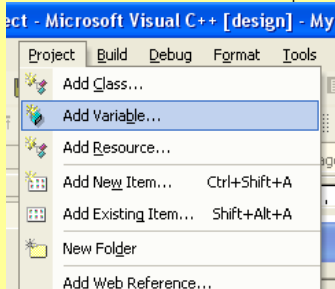 ect - Microsoft Visual C++ [design] - My
Project Build Debug Format Tools
Add Class...
Add Variable...
Add Resource...
Add New Item... Ctrl+Shift+A
Add Existing Item... Shift+Alt+A
New Folder
Add Web Reference...